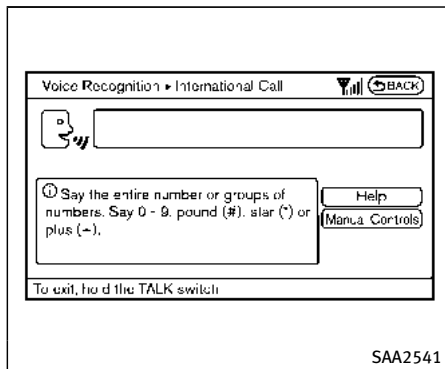 Voice Recognition ▸ International Call
BACK
Say the entire number or groups of
numbers. Say 0 - 9, pound (#), star (*) or
plus (+).
Help
Manual Controls
To exit, hold the TALK switch
SAA2541